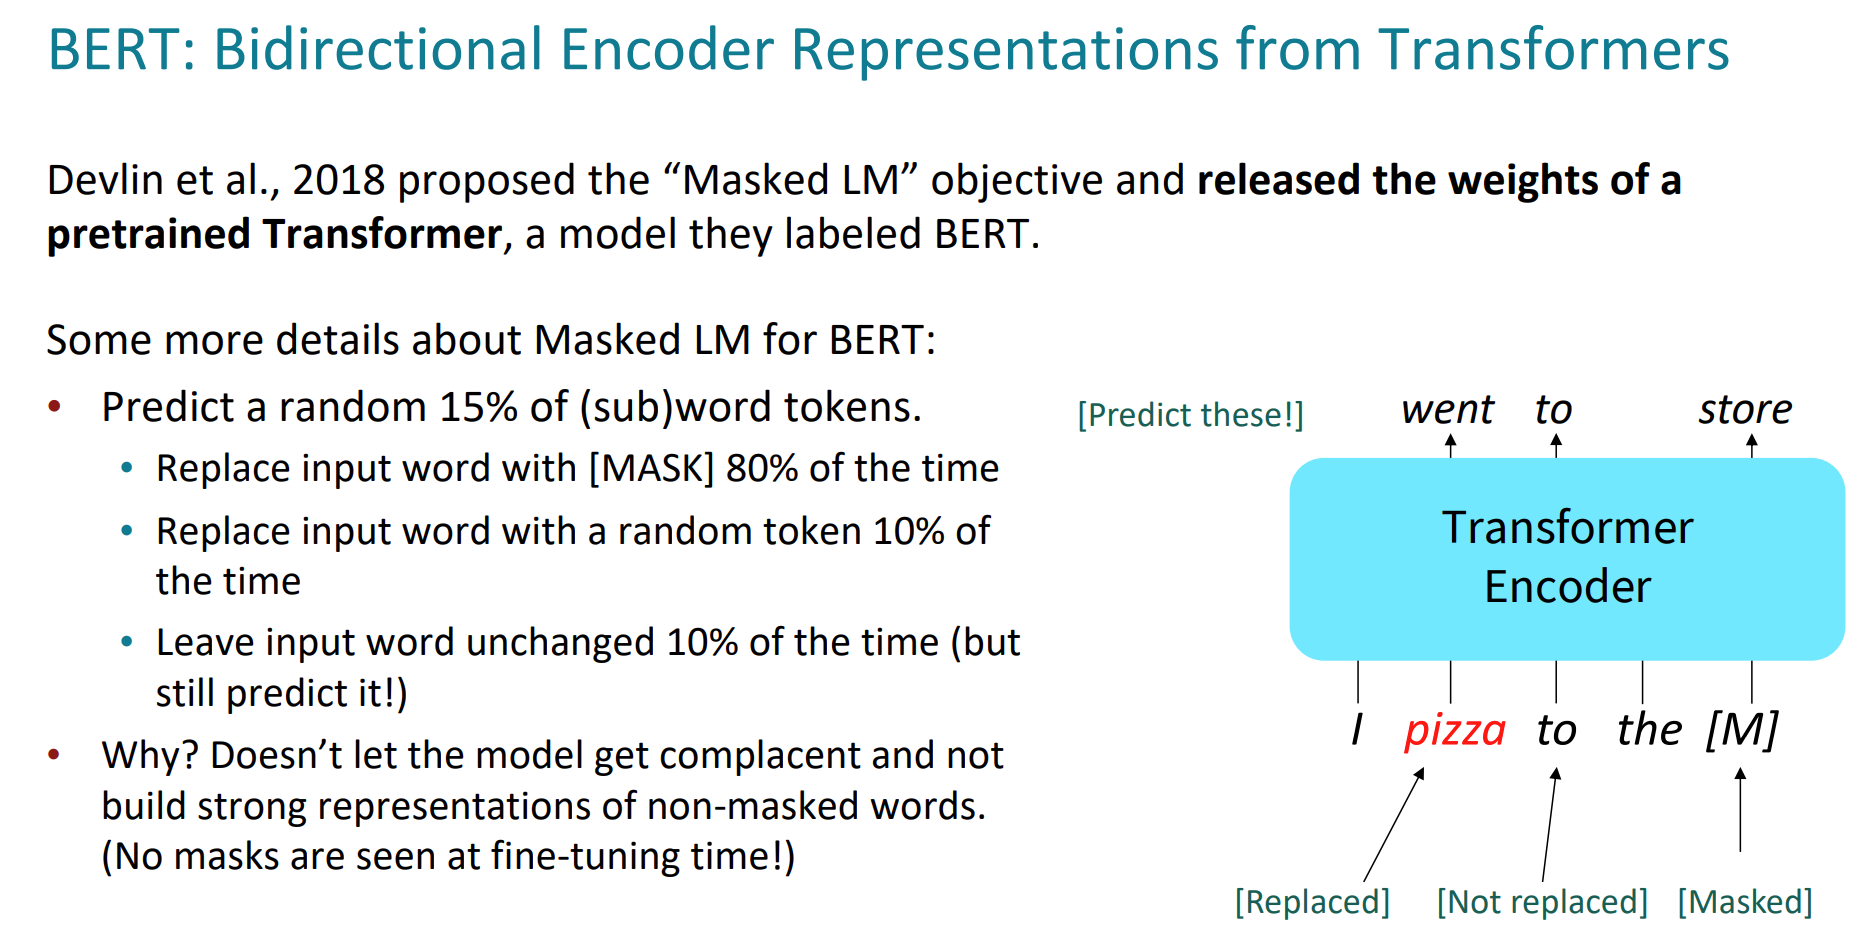 BERT: Bidirectional Encoder Representations from Transformers
Devlin et al., 2018 proposed the “Masked LM” objective and released the weights of a
pretrained Transformer, a model they labeled BERT.
Some more details about Masked LM for BERT:
• Predict a random 15% of (sub)word tokens.
• Replace input word with [MASK] 80% of the time
• Replace input word with a random token 10% of
the time
• Leave input word unchanged 10% of the time (but
still predict it!)
• Why? Doesn’t let the model get complacent and not
build strong representations of non-masked words.
(No masks are seen at fine-tuning time!)
[Predict these!] went to store
Transformer
Encoder
I pizza to the [M]
[Replaced] [Not replaced] [Masked]